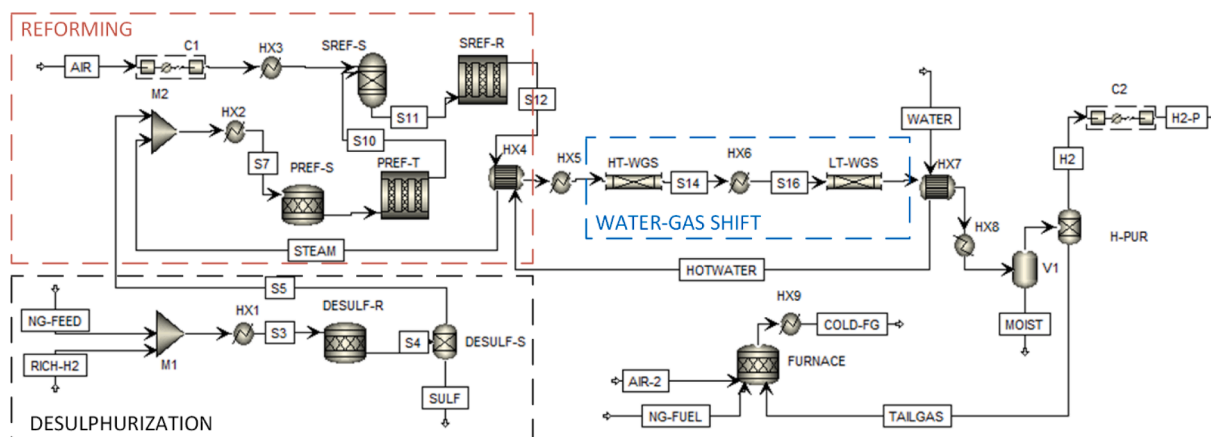 REFORMING
C1
AIR
HX3
SREF-S
SREF-R
M2
HX2
S11
S12
S10
S7
PREF-T
PREF-S
HX4
HX5
STEAM
HT-WGS
S14
HX6
S16
LT-WGS
WATER-GAS SHIFT
WATER
HX7
HX8
HOTWATER
C2
H2-P
H2
H-PUR
V1
MOIST
S5
NG-FEED
RICH-H2
M1
HX1
S3
DESULF-R
S4
DESULF-S
SULF
DESULPHURIZATION
HX9
COLD-FG
FURNACE
AIR-2
NG-FUEL
TAILGAS